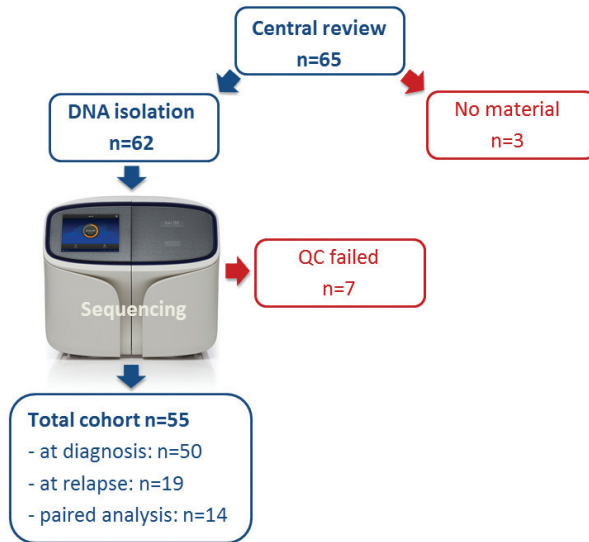 Central review
n=65
DNA isolation
n=62
No material
n=3
QC failed
n=7
Sequencing
Total cohort n=55
- at diagnosis: n=50
- at relapse: n=19
- paired analysis: n=14